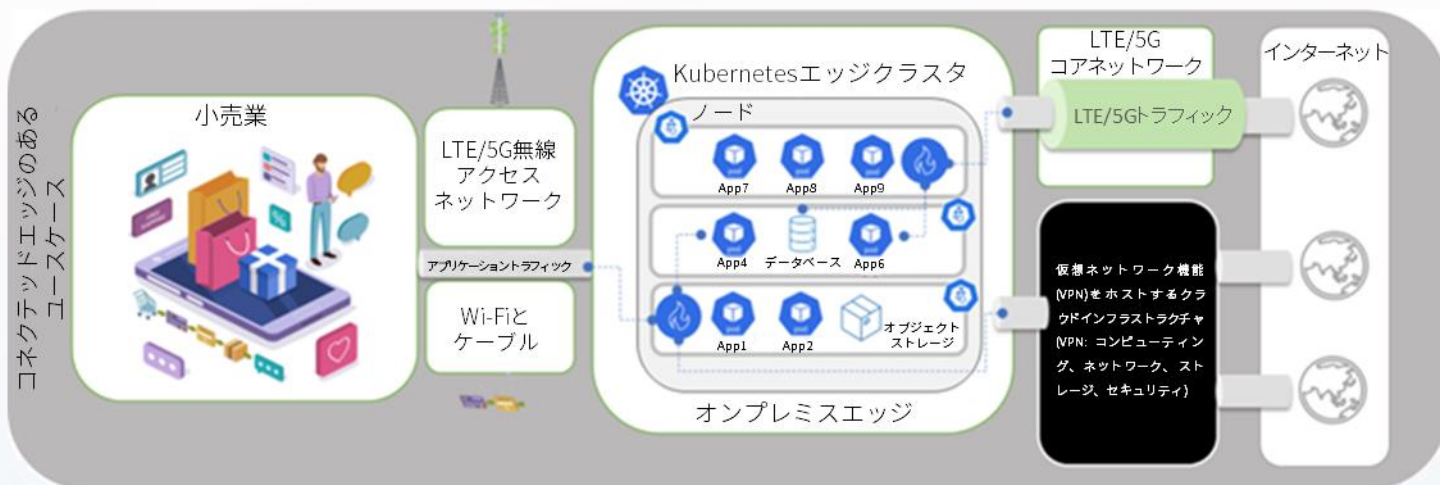 コネクテッドエッジのある
ユースケース
小売業
LTE/5G無線
アクセス
ネットワーク
アプリケーショントラフィック
Wi-Fiと
ケーブル
Kubernetesエッジクラスタ
ノード
pod
pod
pod
App7
App8
App9
pod
pod
App4
データベース
App6
pod
pod
App1
App2
オブジェクト
ストレージ
オンプレミスエッジ
LTE/5G
コアネットワーク
LTE/5Gトラフィック
仮想ネットワーク機能
(VPN)をホストするクラ
ウドインフラストラクチャ
(VPN: コンピューティン
グ、ネットワーク、スト
レージ、セキュリティ)
インターネット